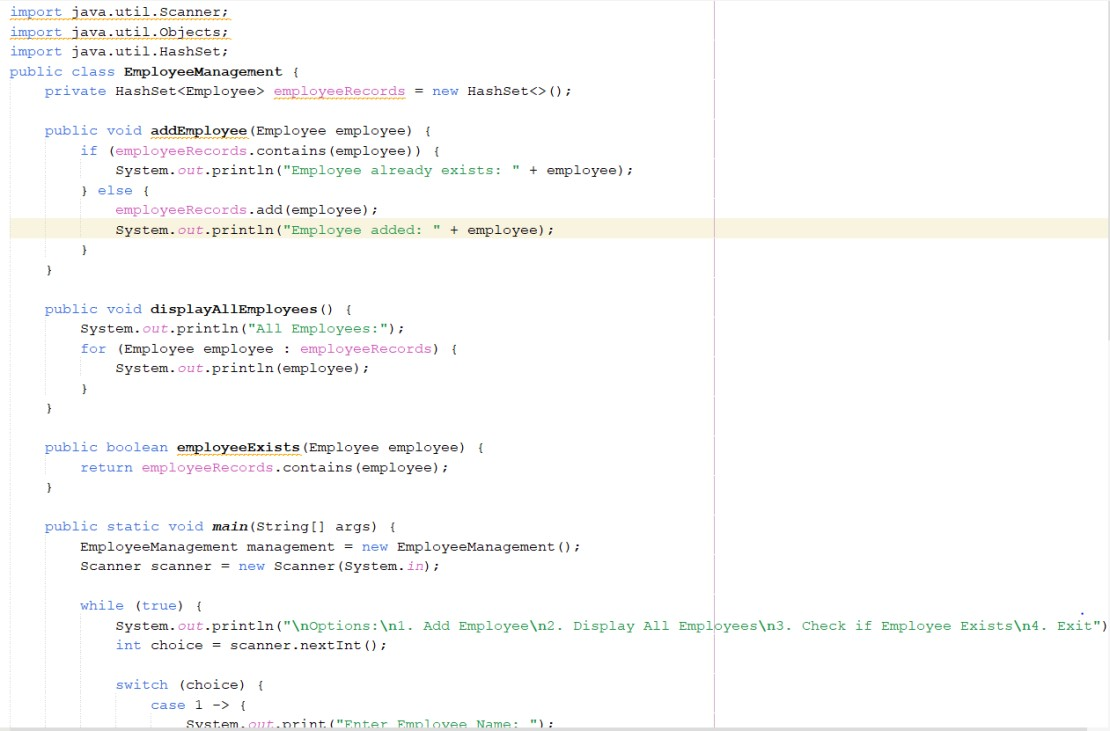 import java.util.Scanner;
import java.util.Objects;
import java.util.HashSet;
public class EmployeeManagement {
    private HashSet<Employee> employeeRecords = new HashSet<>();

    public void addEmployee(Employee employee) {
        if (employeeRecords.contains(employee)) {
            System.out.println("Employee already exists: " + employee);
        } else {
            employeeRecords.add(employee);
            System.out.println("Employee added: " + employee);
        }
    }

    public void displayAllEmployees() {
        System.out.println("All Employees:");
        for (Employee employee : employeeRecords) {
            System.out.println(employee);
        }
    }

    public boolean employeeExists(Employee employee) {
        return employeeRecords.contains(employee);
    }

    public static void main(String[] args) {
        EmployeeManagement management = new EmployeeManagement();
        Scanner scanner = new Scanner(System.in);

        while (true) {
            System.out.println("\nOptions:\n1. Add Employee\n2. Display All Employees\n3. Check if Employee Exists\n4. Exit")
            int choice = scanner.nextInt();

            switch (choice) {
                case 1 -> {
                    System.out.print("Enter Employee Name: ");